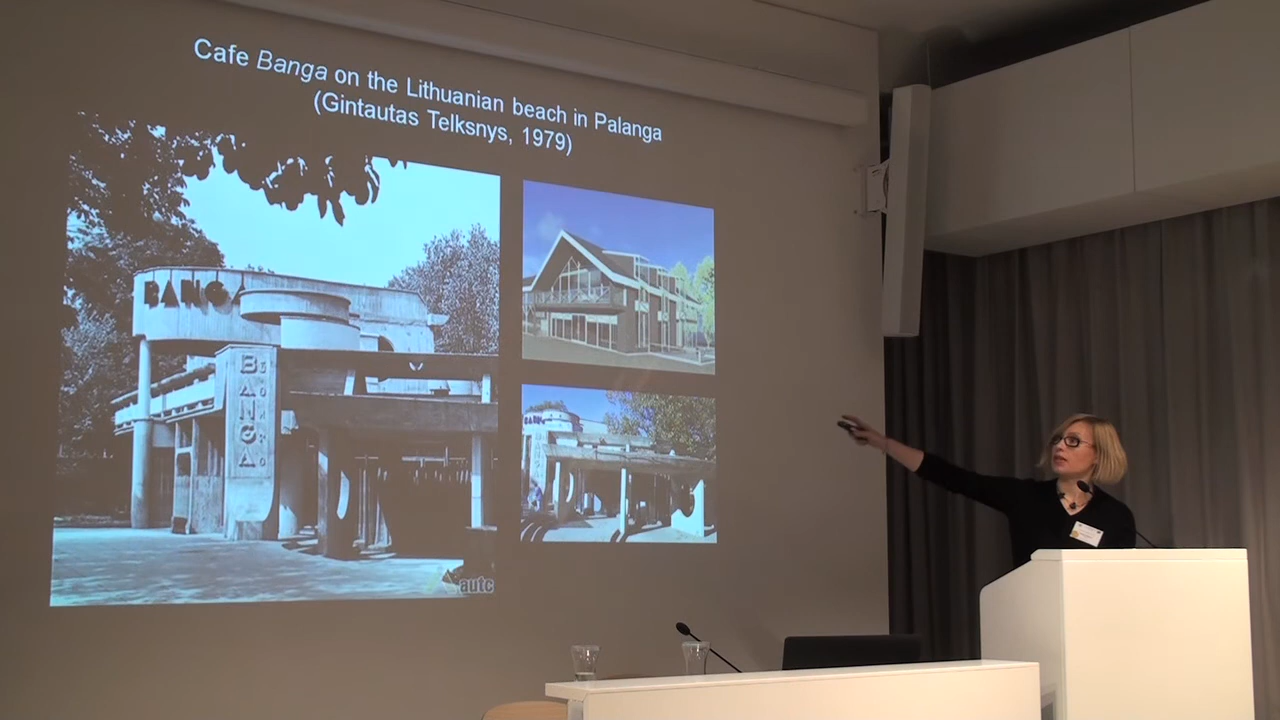 Cafe Banga on the Lithuanian beach in Palanga
(Gintautas Telksnys, 1979)
BANGA
BANGA
autc